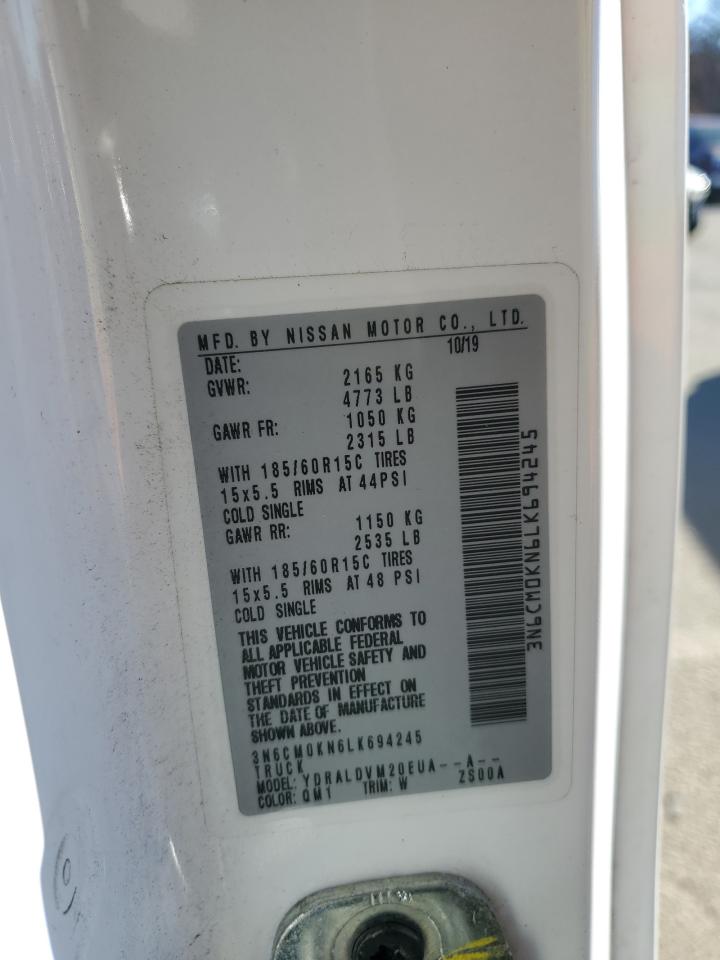 MFD. BY NISSAN MOTOR CO., LTD.
DATE: 10/19
GVWR: 2165 KG
4773 LB
GAWR FR: 1050 KG
2315 LB
WITH 185/60R15C TIRES
15x5.5 RIMS AT 44PSI
COLD SINGLE
GAWR RR: 1150 KG
2535 LB
WITH 185/60R15C TIRES
15x5.5 RIMS AT 48 PSI
COLD SINGLE
THIS VEHICLE CONFORMS TO
ALL APPLICABLE FEDERAL
MOTOR VEHICLE SAFETY AND
THEFT PREVENTION
STANDARDS IN EFFECT ON
THE DATE OF MANUFACTURE
SHOWN ABOVE.
3N6CM0KN6LK694245
TRUCK
MODEL: YDRALDVM20EUA--A--
COLOR: QM1 TRIM: W ZS00A
3N6CM0KN6LK694245